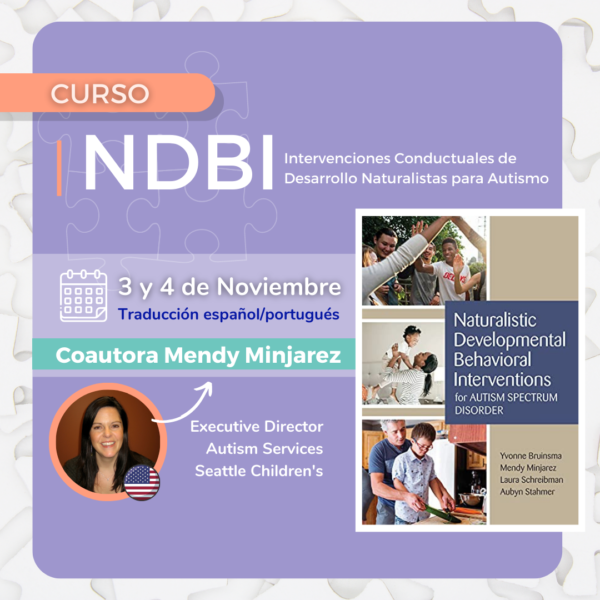 CURSO
NDBI
Intervenciones Conductuales de
Desarrollo Naturalistas para Autismo
3 y 4 de Noviembre
Traducción español/portugués
Coautora Mendy Minjarez
Executive Director
Autism Services
Seattle Children's
Naturalistic
Developmental
Behavioral
Interventions
for AUTISM SPECTRUM
DISORDER
Yvonne Bruinsma
Mendy Minjarez
Laura Schreibman
Aubyn Stahmer